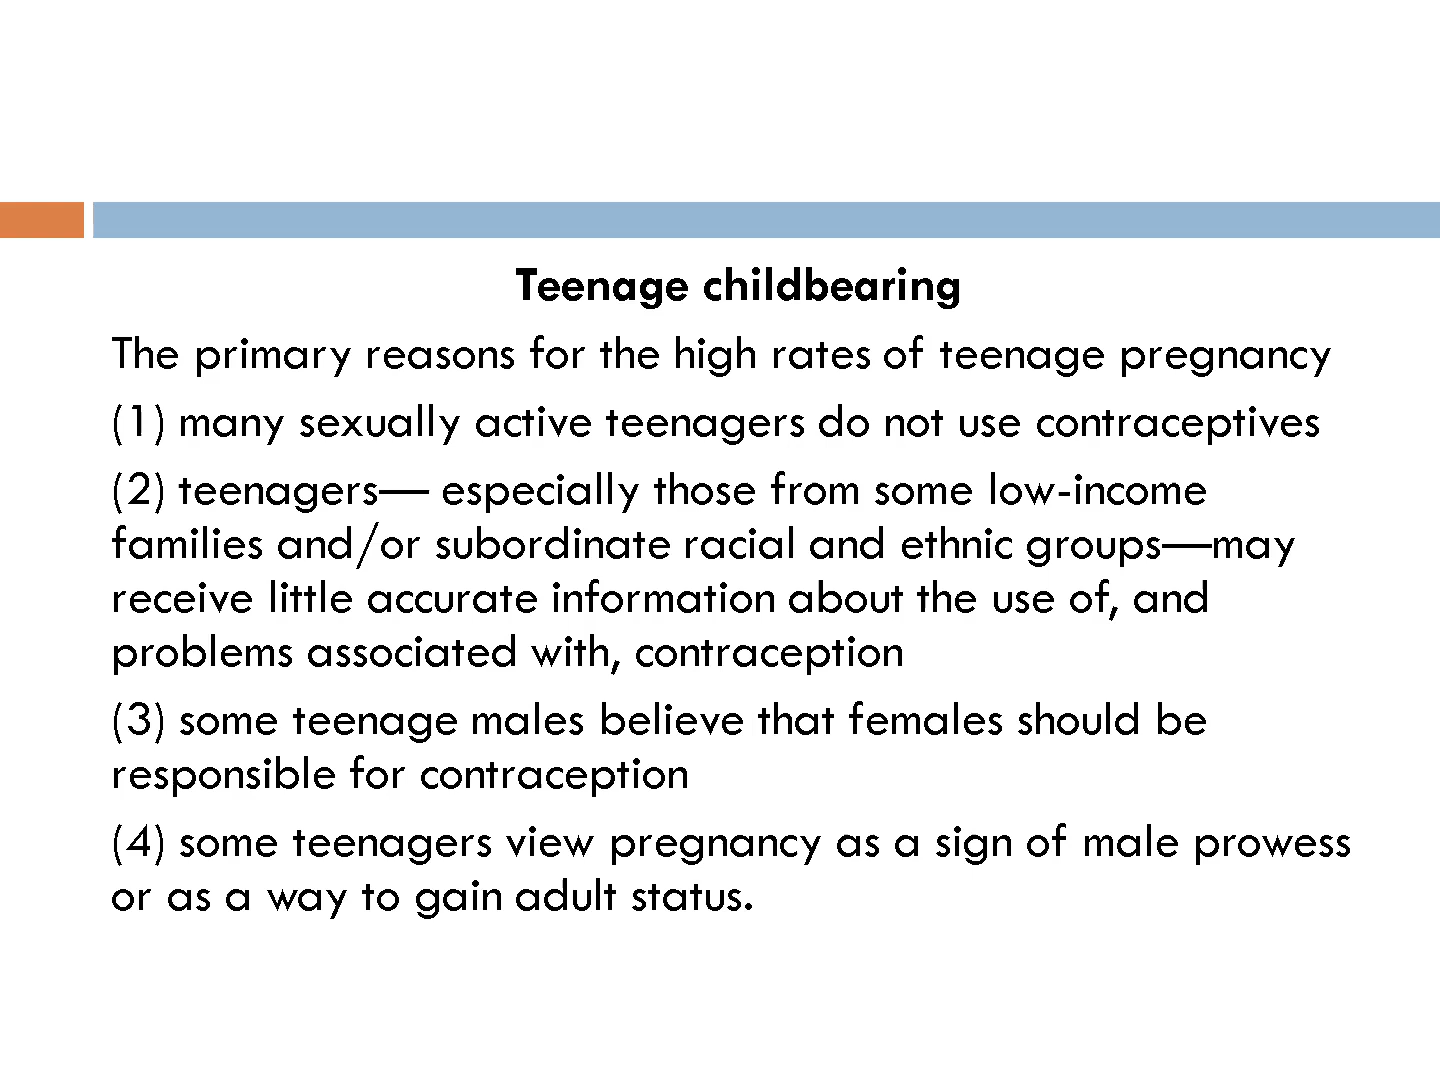 Teenage childbearing
The primary reasons for the high rates of teenage pregnancy
(1) many sexually active teenagers do not use contraceptives
(2) teenagers— especially those from some low-income
families and/or subordinate racial and ethnic groups—may
receive little accurate information about the use of, and
problems associated with, contraception
(3) some teenage males believe that females should be
responsible for contraception
(4) some teenagers view pregnancy as a sign of male prowess
or as a way to gain adult status.